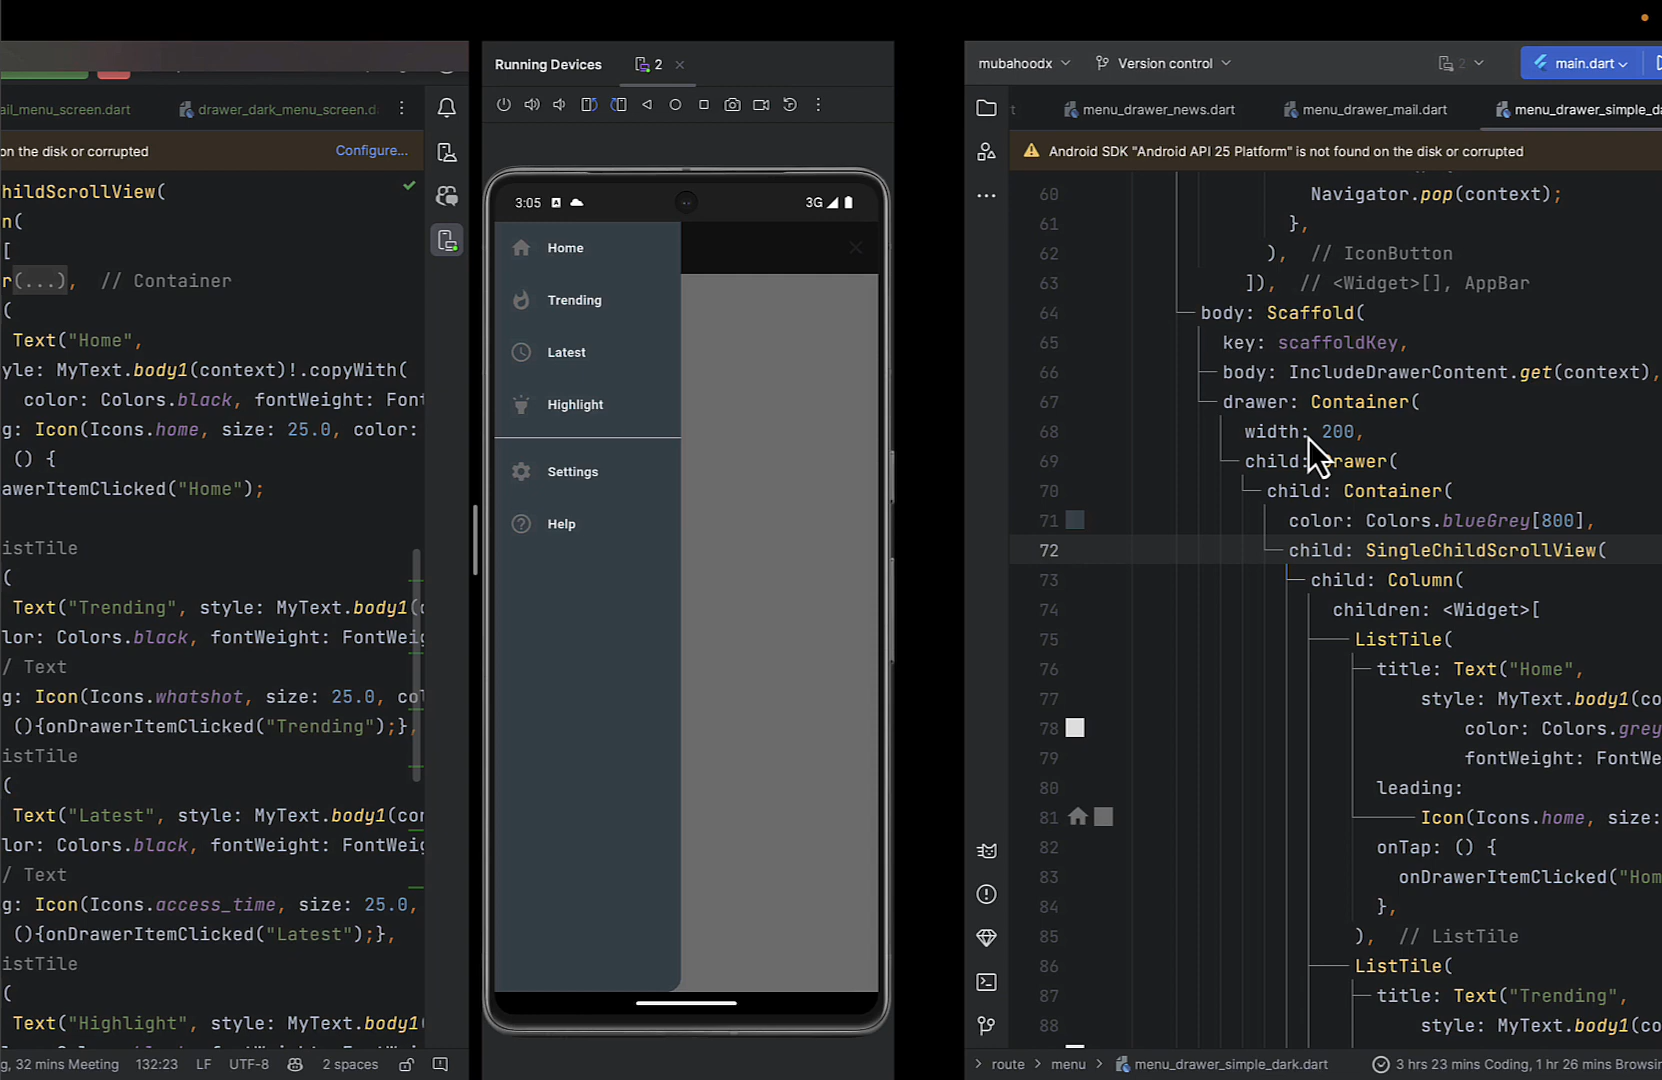 ail_menu_screen.dart
drawer_dark_menu_screen.d
on the disk or corrupted
Configure...
hildScrollView(
n(
[
r(...),  // Container
(
Text("Home",
yle: MyText.body1(context)!.copyWith(
color: Colors.black, fontWeight: Fon
g: Icon(Icons.home, size: 25.0, color:
() {
awerItemClicked("Home");
istTile
(
Text("Trending", style: MyText.body1(c
lor: Colors.black, fontWeight: FontWei
/ Text
g: Icon(Icons.whatshot, size: 25.0, col
(){onDrawerItemClicked("Trending");},
istTile
(
Text("Latest", style: MyText.body1(con
lor: Colors.black, fontWeight: FontWeig
/ Text
g: Icon(Icons.access_time, size: 25.0,
(){onDrawerItemClicked("Latest");},
istTile
(
Text("Highlight", style: MyText.body1(
g, 32 mins Meeting
132:23
LF
UTF-8
2 spaces
Running Devices
2
3:05
3G
Home
Trending
Latest
Highlight
Settings
Help
mubahoodx
Version control
2
main.dart
t
menu_drawer_news.dart
menu_drawer_mail.dart
menu_drawer_simple_da
Android SDK "Android API 25 Platform" is not found on the disk or corrupted
60 Navigator.pop(context);
61 },
62 ),  // IconButton
63 ]),  // <Widget>[], AppBar
64 body: Scaffold(
65 key: scaffoldKey,
66 body: IncludeDrawerContent.get(context),
67 drawer: Container(
68 width: 200,
69 child: Drawer(
70 child: Container(
71 color: Colors.blueGrey[800],
72 child: SingleChildScrollView(
73 child: Column(
74 children: <Widget>[
75 ListTile(
76 title: Text("Home",
77 style: MyText.body1(co
78 color: Colors.grey
79 fontWeight: FontWe
80 leading:
81 Icon(Icons.home, size:
82 onTap: () {
83 onDrawerItemClicked("Hom
84 },
85 ),  // ListTile
86 ListTile(
87 title: Text("Trending",
88 style: MyText.body1(co
route
menu
menu_drawer_simple_dark.dart
3 hrs 23 mins Coding, 1 hr 26 mins Browsin